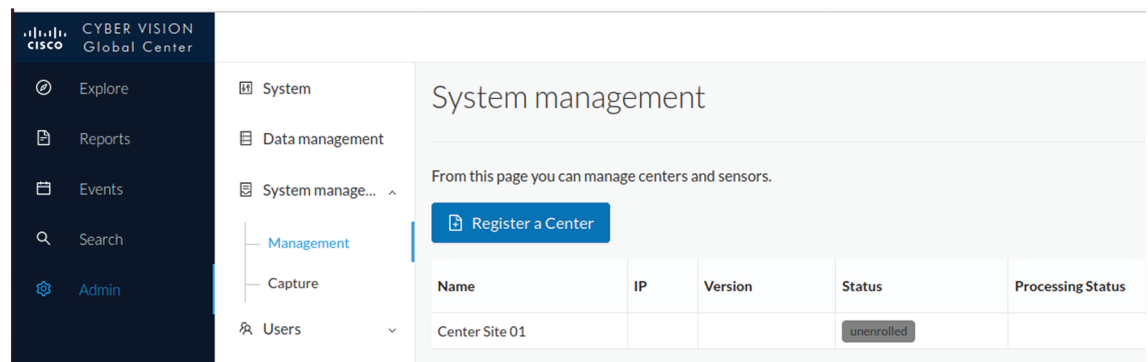 CYBER VISION
cisco Global Center
Explore
Reports
Events
Search
Admin
System
Data management
System manage...
Management
Capture
Users
System management
From this page you can manage centers and sensors.
Register a Center
Name IP Version Status Processing Status
Center Site 01 unenrolled